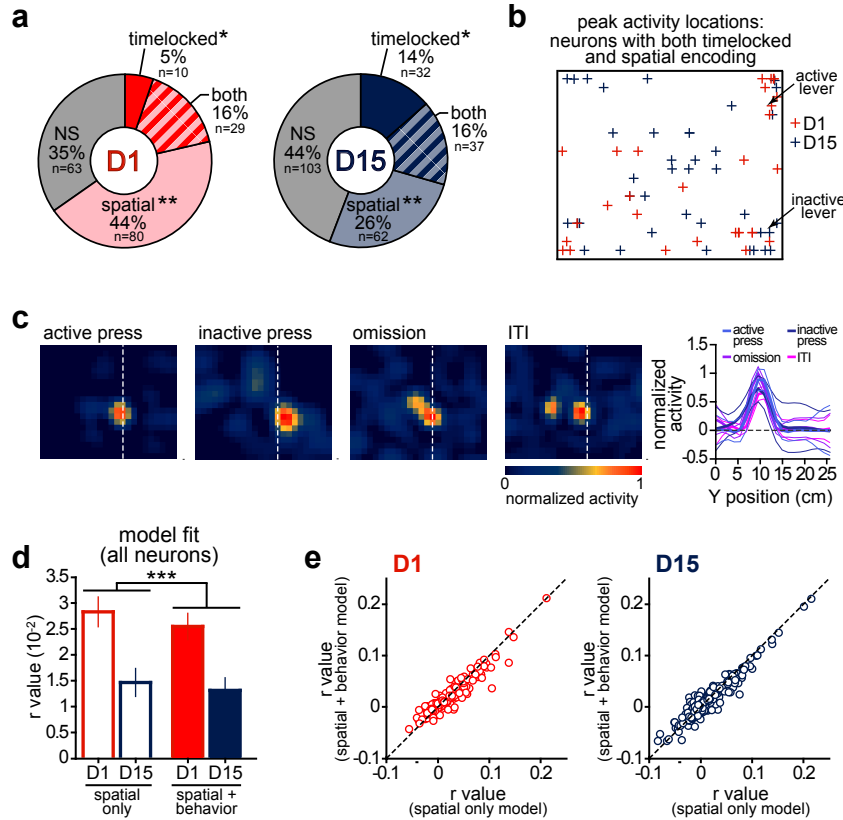 a
timelocked*
5%
n=10
both
16%
n=29
NS
35%
n=63
D1
spatial**
44%
n=80
timelocked*
14%
n=32
both
16%
n=37
NS
44%
n=103
D15
spatial**
26%
n=62
b
peak activity locations:
neurons with both timelocked
and spatial encoding
active
lever
D1
D15
inactive
lever
c
active press
inactive press
omission
ITI
0
1
normalized activity
active
press
inactive
press
omission
ITI
normalized
activity
1.0
0.5
0
-0.5
0 5 10 15 20 25
Y position (cm)
d
model fit
(all neurons)
***
r value (10-2)
3.5
3
2.5
2
1.5
1
0.5
0
D1 D15 D1 D15
spatial
only
spatial +
behavior
e
D1
r value
(spatial + behavior model)
0.2
0.1
0
-0.1
-0.1 0 0.1 0.2
r value
(spatial only model)
D15
r value
(spatial + behavior model)
0.2
0.1
0
-0.1
-0.1 0 0.1 0.2
r value
(spatial only model)